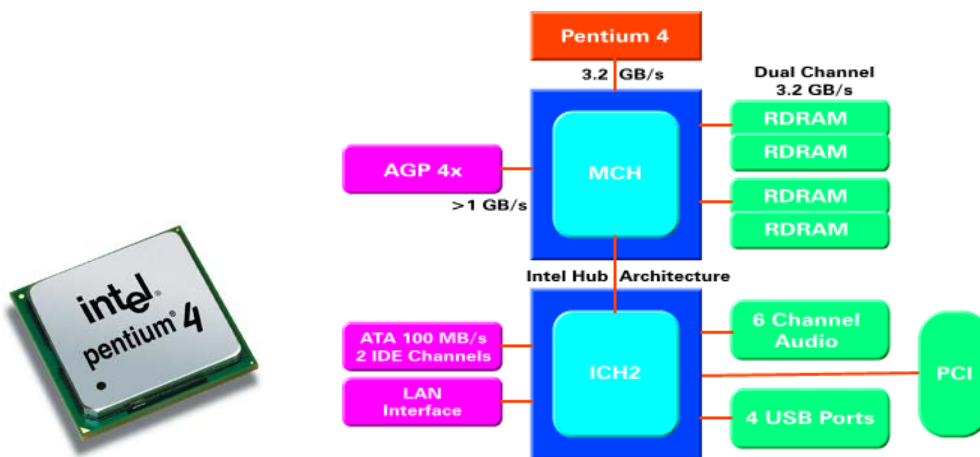 Pentium 4
3.2 GB/s
Dual Channel
3.2 GB/s
RDRAM
RDRAM
RDRAM
RDRAM
MCH
AGP 4x
>1 GB/s
Intel Hub Architecture
ATA 100 MB/s
2 IDE Channels
LAN
Interface
ICH2
6 Channel
Audio
PCI
4 USB Ports
intel®
pentium® 4